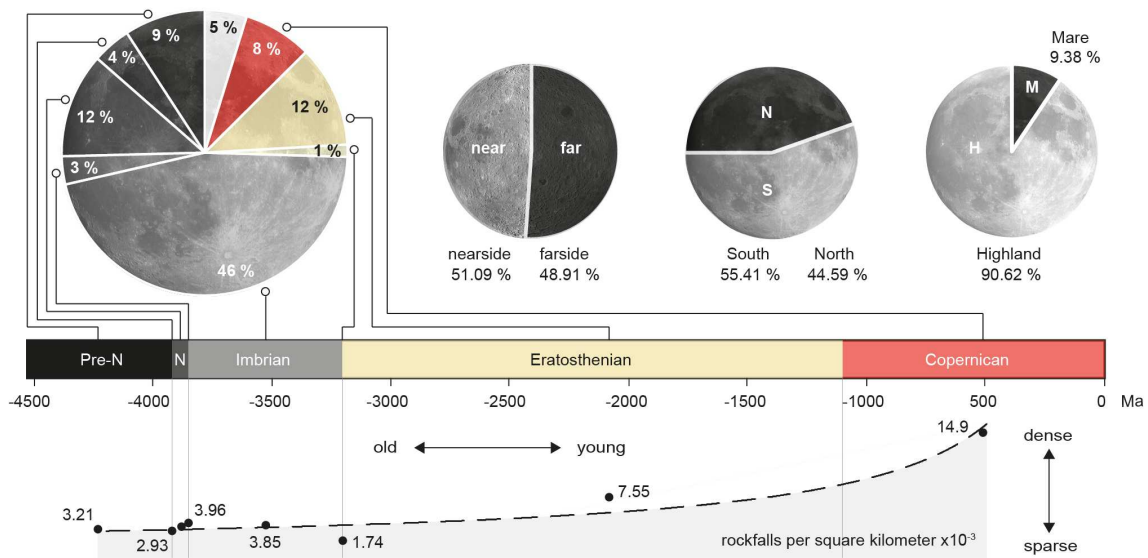 5 %
8 %
12 %
1 %
46 %
3 %
12 %
4 %
9 %
near
far
nearside
51.09 %
farside
48.91 %
N
S
South
55.41 %
North
44.59 %
Mare
9.38 %
M
H
Highland
90.62 %
Pre-N
N
Imbrian
Eratosthenian
Copernican
-4500 -4000 -3500 -3000 -2500 -2000 -1500 -1000 500 0 Ma
old young
14.9
dense
7.55
3.21
3.96
2.93
3.85
1.74
rockfalls per square kilometer x10⁻³
sparse